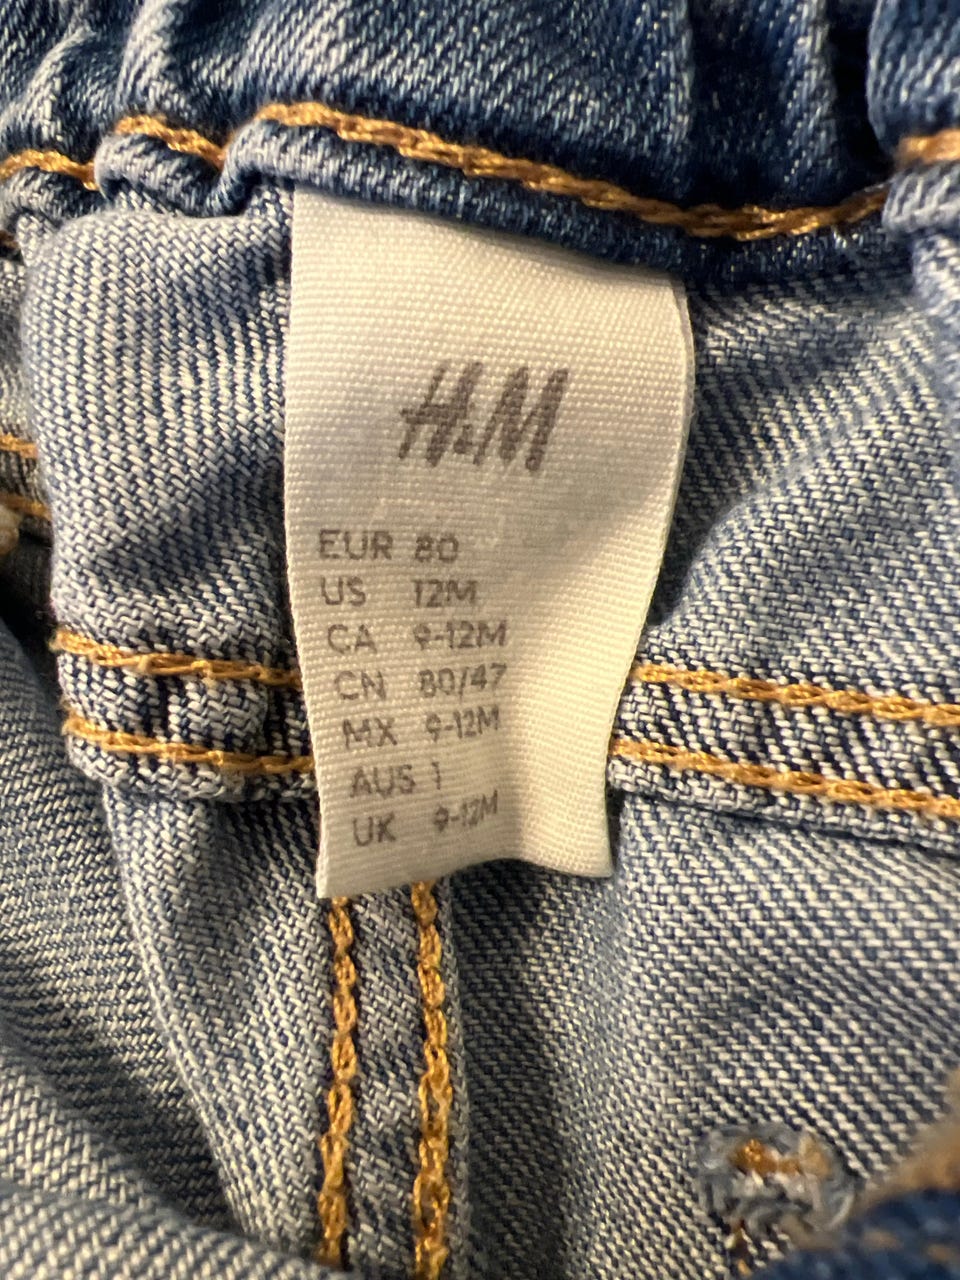 H&M
EUR 80
US 12M
CA 9-12M
CN 80/47
MX 9-12M
AUS 1
UK 9-12M